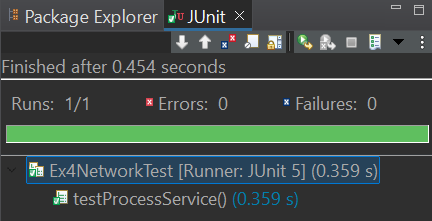 Package Explorer JUnit
Finished after 0.454 seconds
Runs: 1/1 Errors: 0 Failures: 0
Ex4NetworkTest [Runner: JUnit 5] (0.359 s)
testProcessService() (0.359 s)